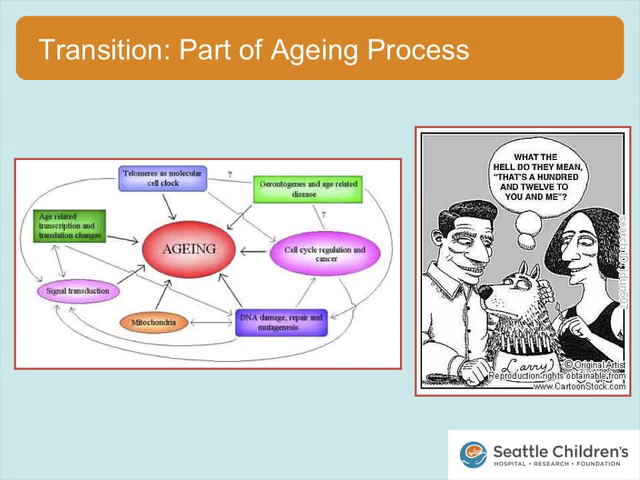 Transition: Part of Ageing Process
Telomeres as molecular
cell clock
?
Gerontogenes and age related
disease
?
Age related
transcription and
translation changes
AGEING
Cell cycle regulation and
cancer
Signal transduction
Mitochondria
DNA damage, repair and
mutagenesis
WHAT THE
HELL DO THEY MEAN,
"THAT'S A HUNDRED
AND TWELVE TO
YOU AND ME"?
Larry
© Original Artist
Reproduction rights obtainable from
www.CartoonStock.com
Seattle Children's
HOSPITAL • RESEARCH • FOUNDATION